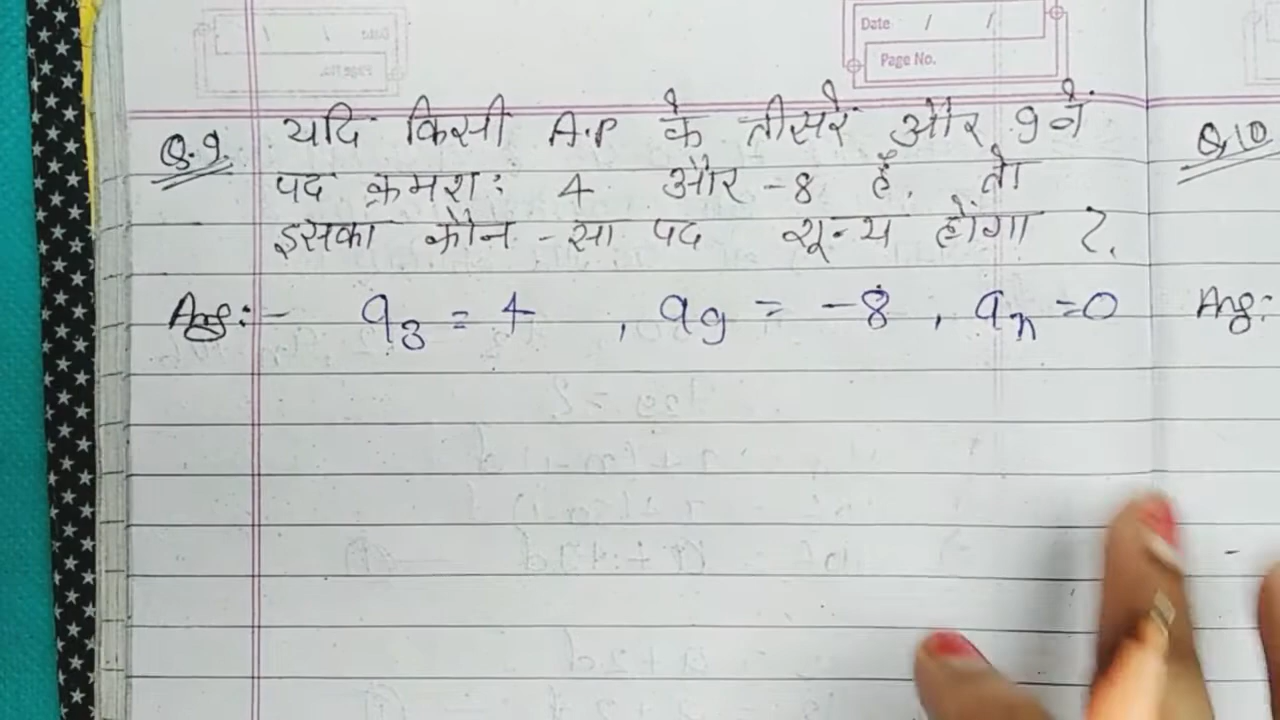 Date / /
Page No.
Q.9 यदि किसी A.P के तीसरे और 9वें
पद क्रमशः 4 और -8 हैं. तो
इसका कौन-सा पद शून्य होगा ?.
Ans:- a3 = 4 , a9 = -8 , an = 0
Q.10
Ans: